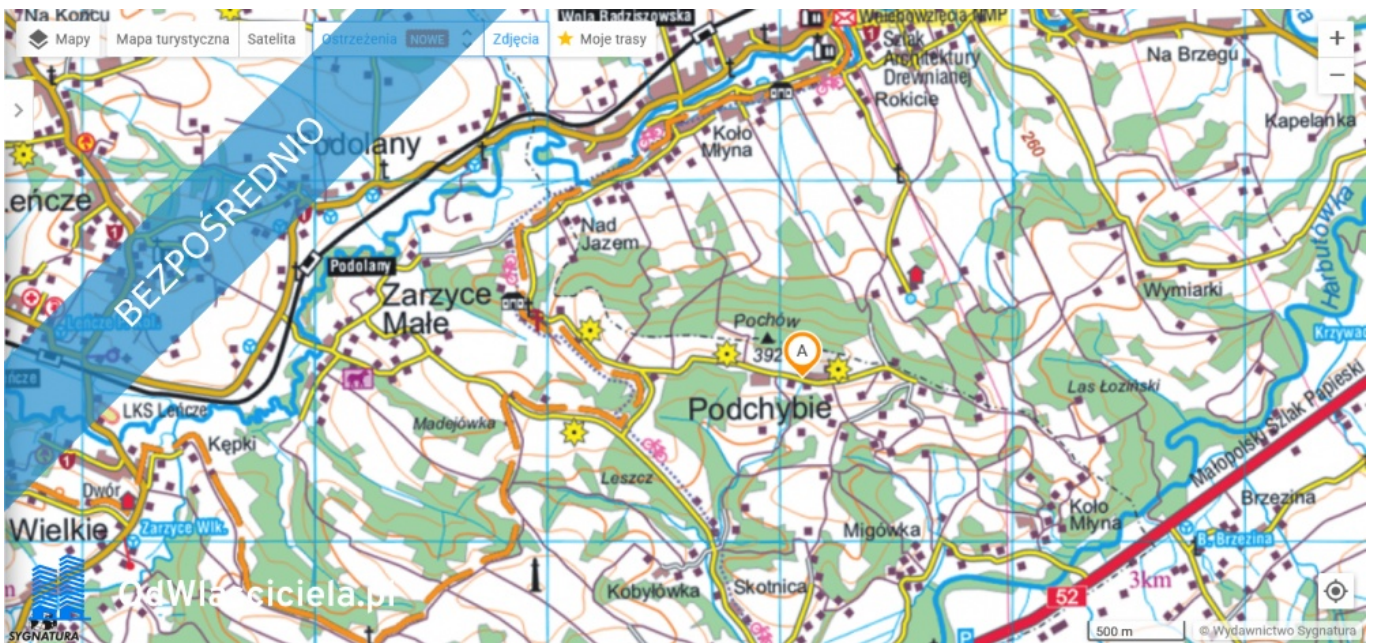 Na Końcu
Wola Radziszowska
Mapy
Mapa turystyczna
Satelita
Ostrzeżenia NOWE
Zdjęcia
Moje trasy
Szlak
Architektury
Drewnianej
Rokicie
Na Brzegu
Kapelanka
Podolany
Koło
Młyna
260
Leńcze
BEZPOŚREDNIO
Nad
Jazem
Harbutówka
Podolany
Zarzyce
Małe
Wymiarki
Pochów
392
A
Las Łoziński
LKS Leńcze
Madejówka
Podchybie
Małopolski Szlak Papieski
Kępki
Leszcz
Dwór
Wielkie
Zarzyce Wlk.
Migówka
Koło
Młyna
Brzezina
B. Brzezina
Kobyłówka
Skotnica
3km
52
OdWlasciciela.pl
SYGNATURA
P
500 m
© Wydawnictwo Sygnatura